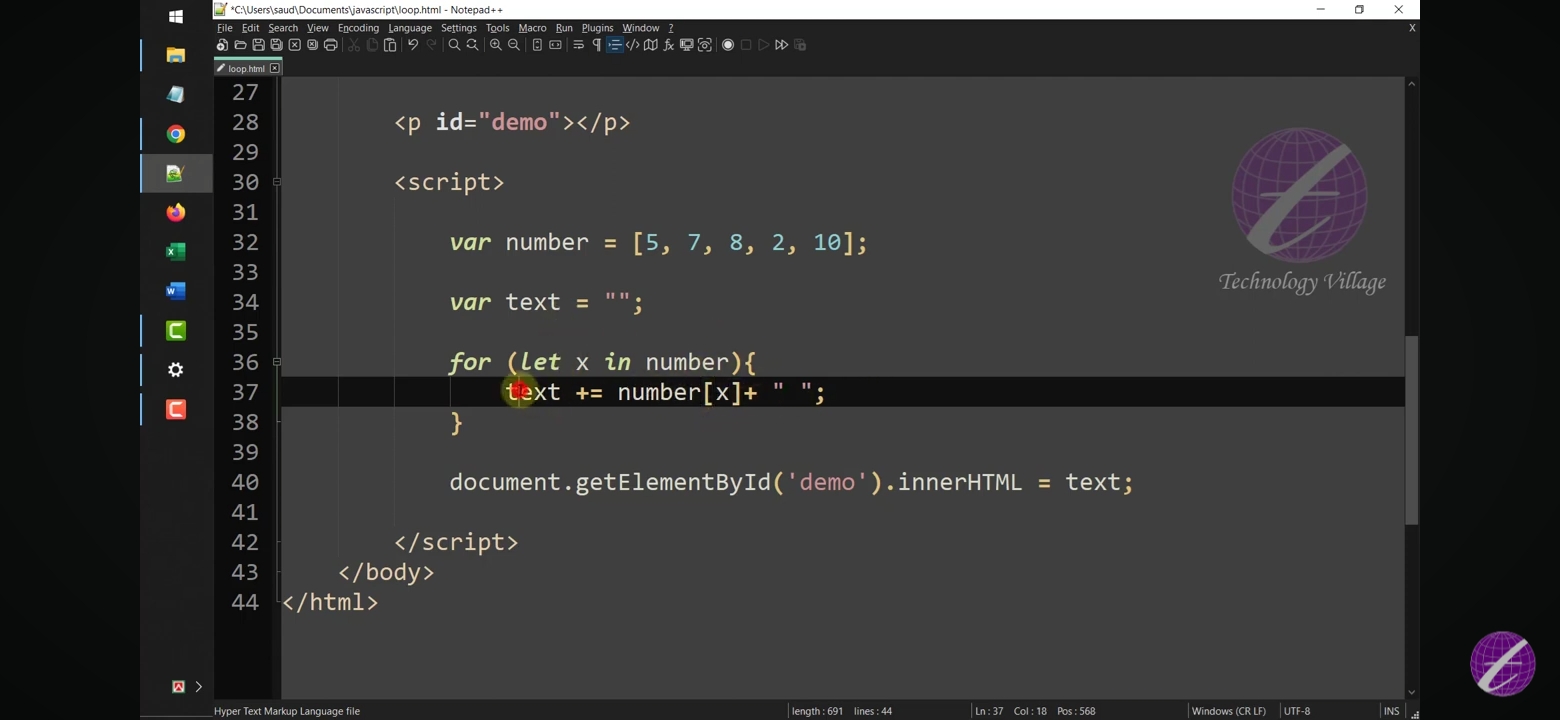 *C:\Users\saud\Documents\javascript\loop.html - Notepad++
File Edit Search View Encoding Language Settings Tools Macro Run Plugins Window ? X
loop.html
27
28 <p id="demo"></p>
29
30 <script>
31
32 var number = [5, 7, 8, 2, 10];
33
34 var text = "";
35
36 for (let x in number){
37 text += number[x]+ " ";
38 }
39
40 document.getElementById('demo').innerHTML = text;
41
42 </script>
43 </body>
44 </html>
Technology Village
Hyper Text Markup Language file length : 691 lines : 44 Ln : 37 Col : 18 Pos : 568 Windows (CR LF) UTF-8 INS